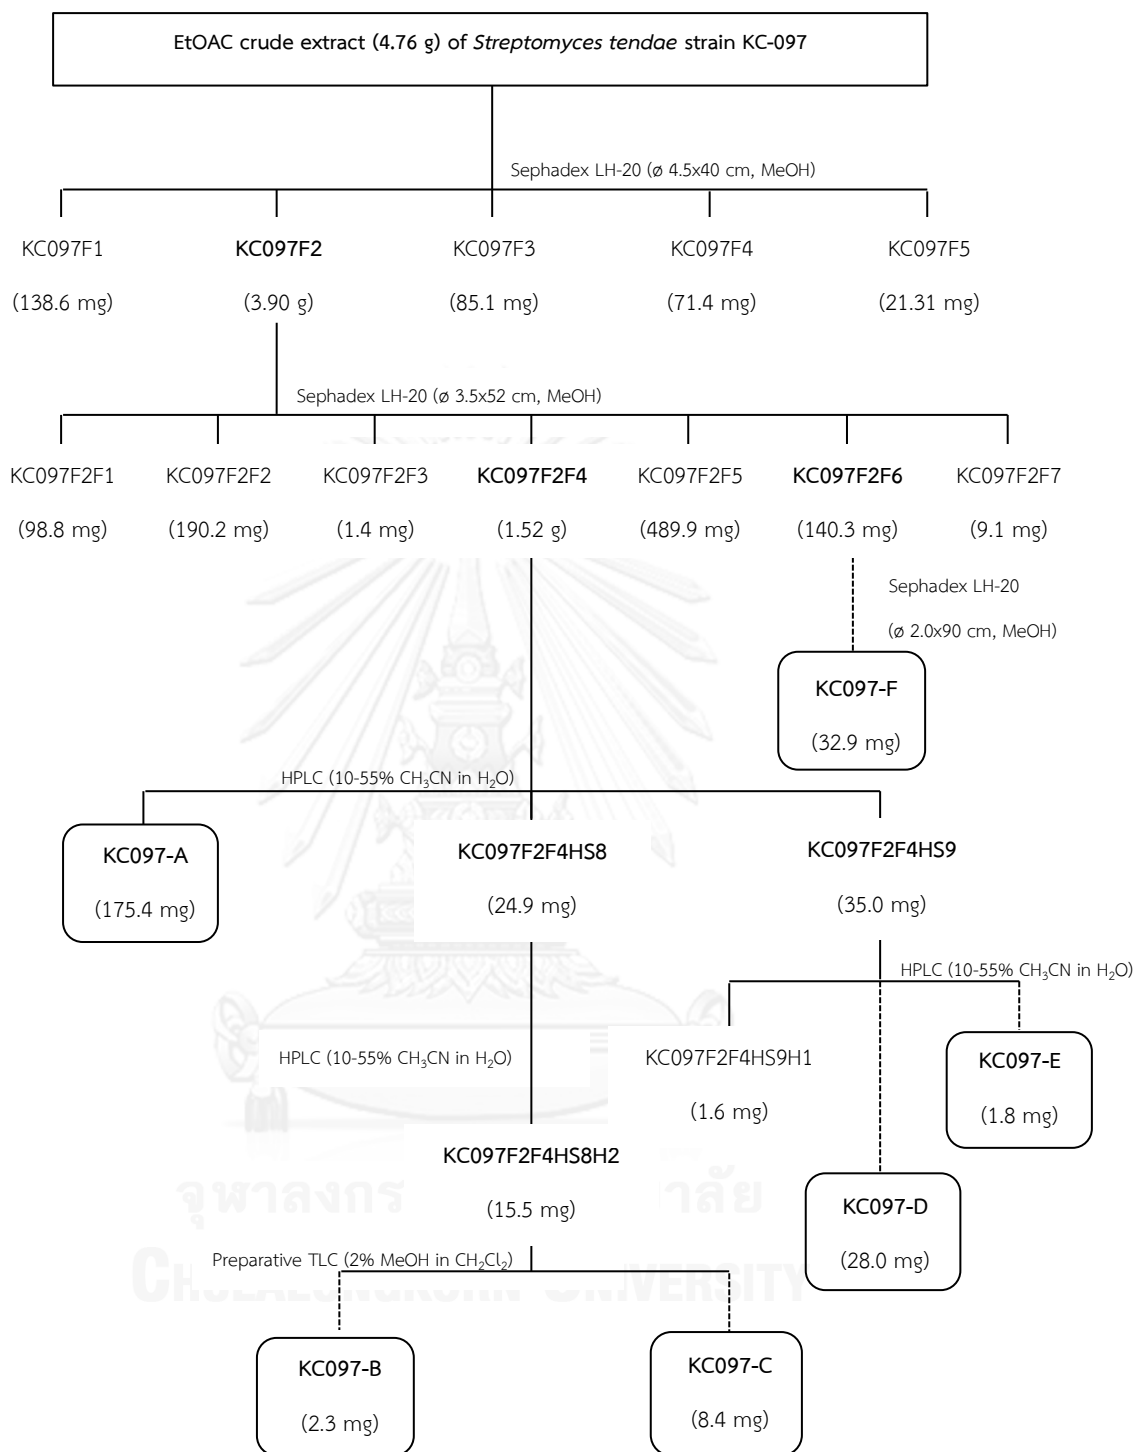 EtOAC crude extract (4.76 g) of Streptomyces tendae strain KC-097
Sephadex LH-20 (ø 4.5x40 cm, MeOH)
KC097F1 KC097F2 KC097F3 KC097F4 KC097F5
(138.6 mg) (3.90 g) (85.1 mg) (71.4 mg) (21.31 mg)
Sephadex LH-20 (ø 3.5x52 cm, MeOH)
KC097F2F1 KC097F2F2 KC097F2F3 KC097F2F4 KC097F2F5 KC097F2F6 KC097F2F7
(98.8 mg) (190.2 mg) (1.4 mg) (1.52 g) (489.9 mg) (140.3 mg) (9.1 mg)
Sephadex LH-20
(ø 2.0x90 cm, MeOH)
KC097-F
(32.9 mg)
HPLC (10-55% CH₃CN in H₂O)
KC097-A KC097F2F4HS8 KC097F2F4HS9
(175.4 mg) (24.9 mg) (35.0 mg)
HPLC (10-55% CH₃CN in H₂O)
HPLC (10-55% CH₃CN in H₂O) KC097F2F4HS9H1 KC097-E
(1.6 mg) (1.8 mg)
KC097F2F4HS8H2
(15.5 mg)
KC097-D
(28.0 mg)
Preparative TLC (2% MeOH in CH₂Cl₂)
KC097-B KC097-C
(2.3 mg) (8.4 mg)